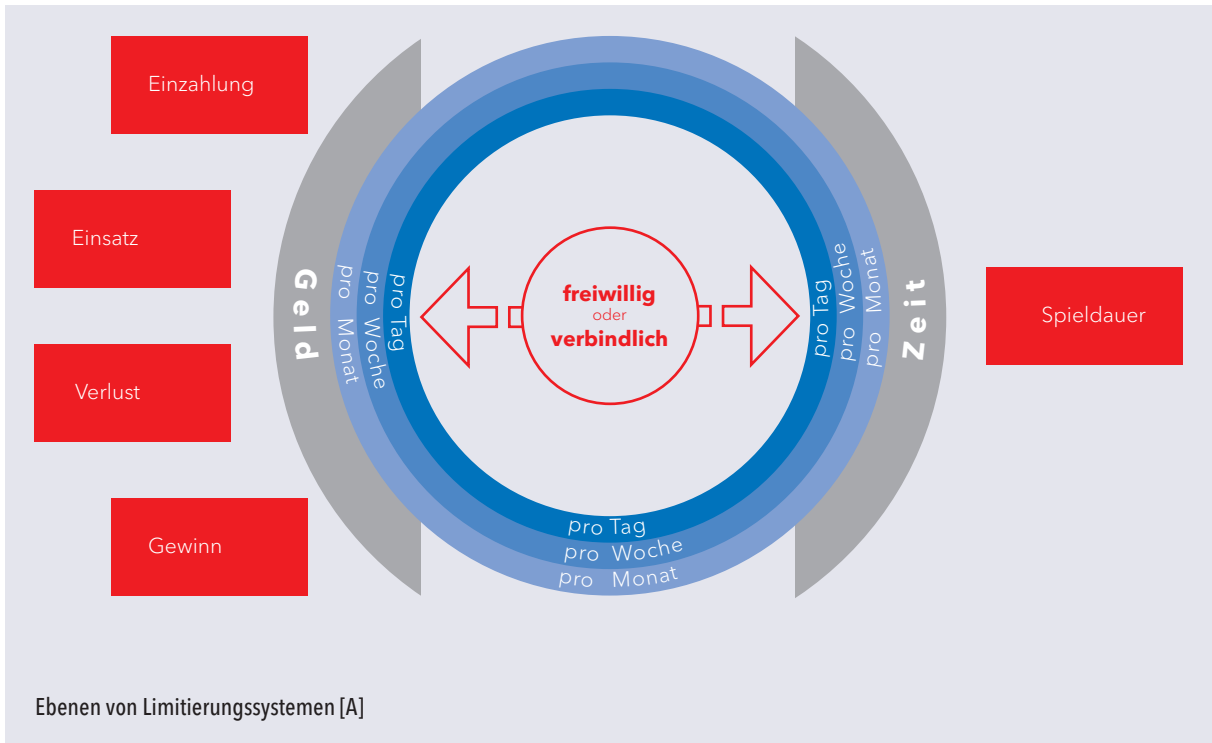 Einzahlung
Einsatz
Verlust
Gewinn
Geld
pro Monat
pro Woche
pro Tag
freiwillig
oder
verbindlich
pro Tag
pro Woche
pro Monat
Zeit
Spieldauer
pro Tag
pro Woche
pro Monat
Ebenen von Limitierungssystemen [A]